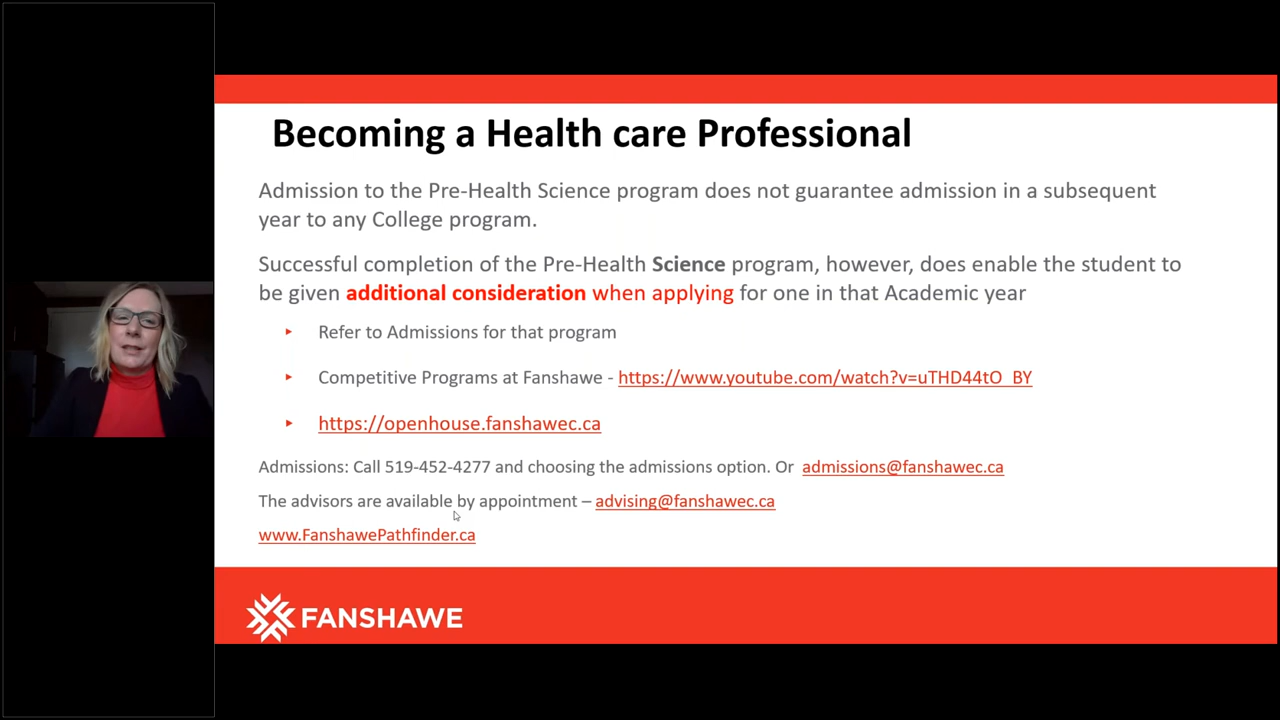 Becoming a Health care Professional
Admission to the Pre-Health Science program does not guarantee admission in a subsequent
year to any College program.
Successful completion of the Pre-Health Science program, however, does enable the student to
be given additional consideration when applying for one in that Academic year
Refer to Admissions for that program
Competitive Programs at Fanshawe - https://www.youtube.com/watch?v=uTHD44tO_BY
https://openhouse.fanshawec.ca
Admissions: Call 519-452-4277 and choosing the admissions option. Or admissions@fanshawec.ca
The advisors are available by appointment – advising@fanshawec.ca
www.FanshawePathfinder.ca
FANSHAWE